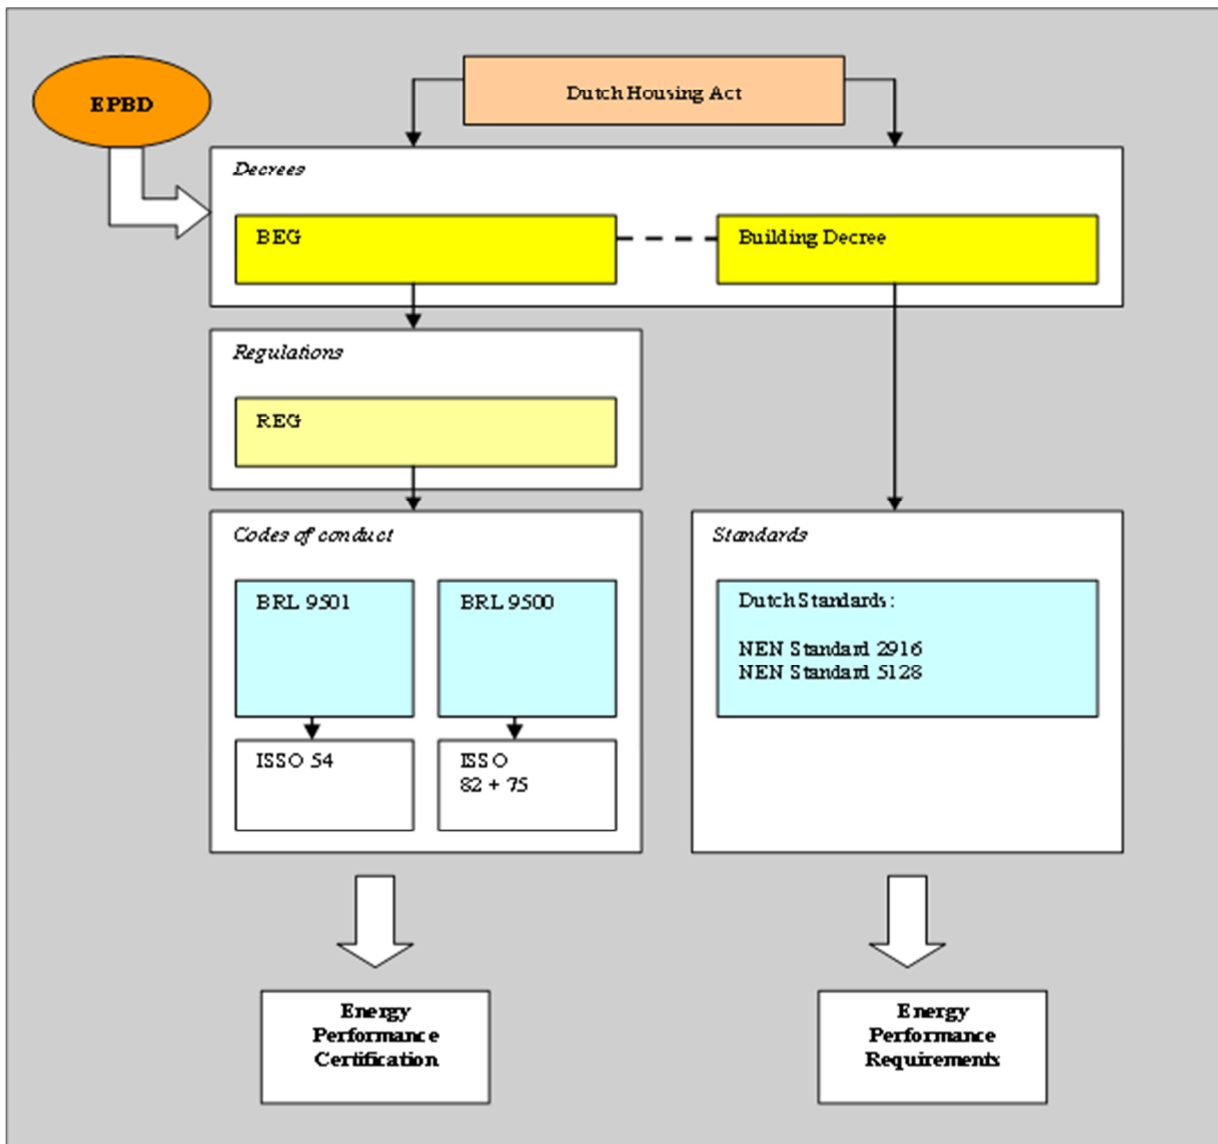 EPBD
Dutch Housing Act
Decrees
BEG
Building Decree
Regulations
REG
Codes of conduct
BRL 9501
BRL 9500
ISSO 54
ISSO
82 + 75
Standards
Dutch Standards:
NEN Standard 2916
NEN Standard 5128
Energy
Performance
Certification
Energy
Performance
Requirements